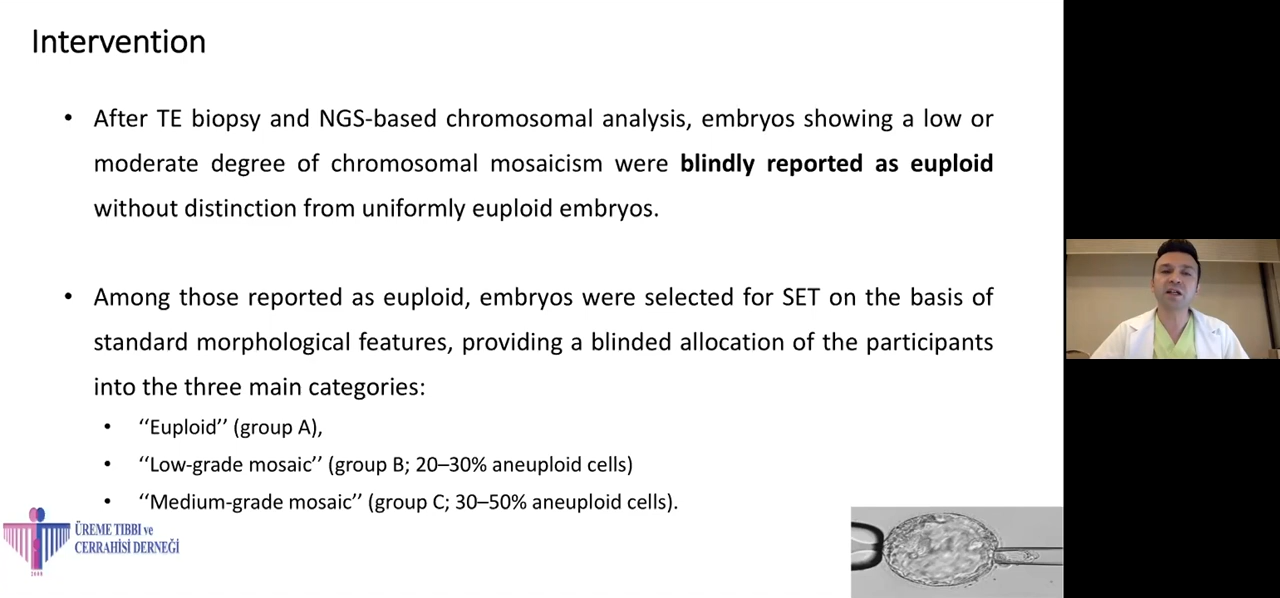 Intervention
• After TE biopsy and NGS-based chromosomal analysis, embryos showing a low or
moderate degree of chromosomal mosaicism were blindly reported as euploid
without distinction from uniformly euploid embryos.
• Among those reported as euploid, embryos were selected for SET on the basis of
standard morphological features, providing a blinded allocation of the participants
into the three main categories:
• ‘‘Euploid’’ (group A),
• ‘‘Low-grade mosaic’’ (group B; 20–30% aneuploid cells)
• ‘‘Medium-grade mosaic’’ (group C; 30–50% aneuploid cells).
ÜREME TIBBI ve
CERRAHİSİ DERNEĞİ